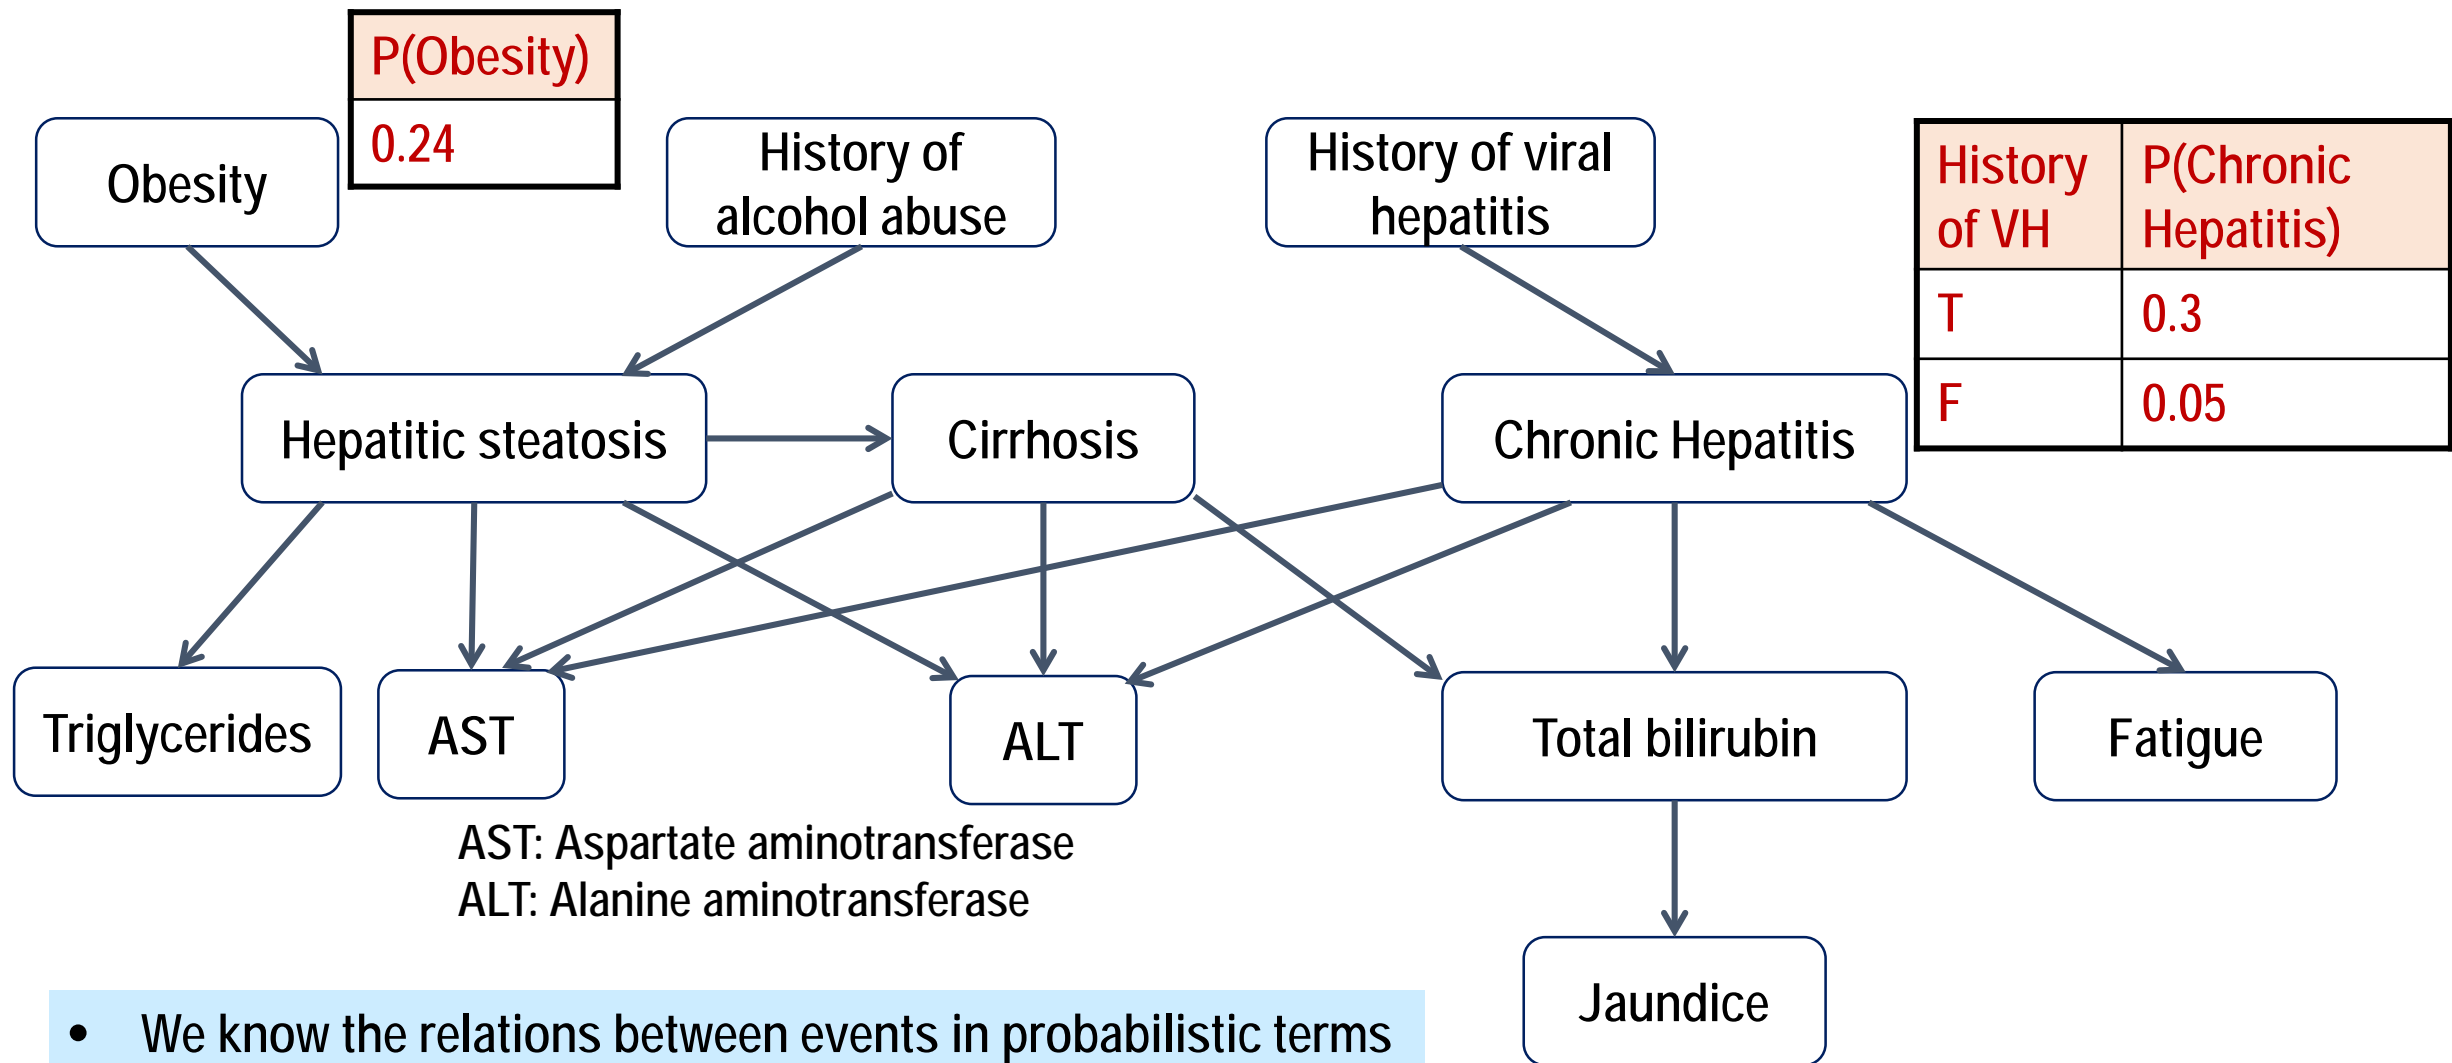 P(Obesity)
0.24
Obesity
History of
alcohol abuse
History of viral
hepatitis
History
of VH
P(Chronic
Hepatitis)
T
0.3
F
0.05
Hepatitic steatosis
Cirrhosis
Chronic Hepatitis
Triglycerides
AST
ALT
Total bilirubin
Fatigue
AST: Aspartate aminotransferase
ALT: Alanine aminotransferase
Jaundice
• We know the relations between events in probabilistic terms